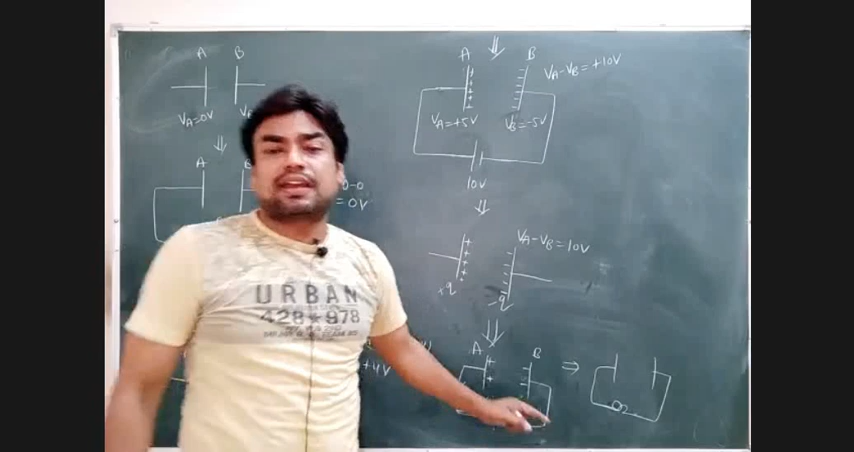 A B
VA=0V
A
= 0V
+4V
A B
VA-VB=+10V
VA=+5V VB=-5V
10V
VA-VB=10V
+q
-q
A B
URBAN
428★978